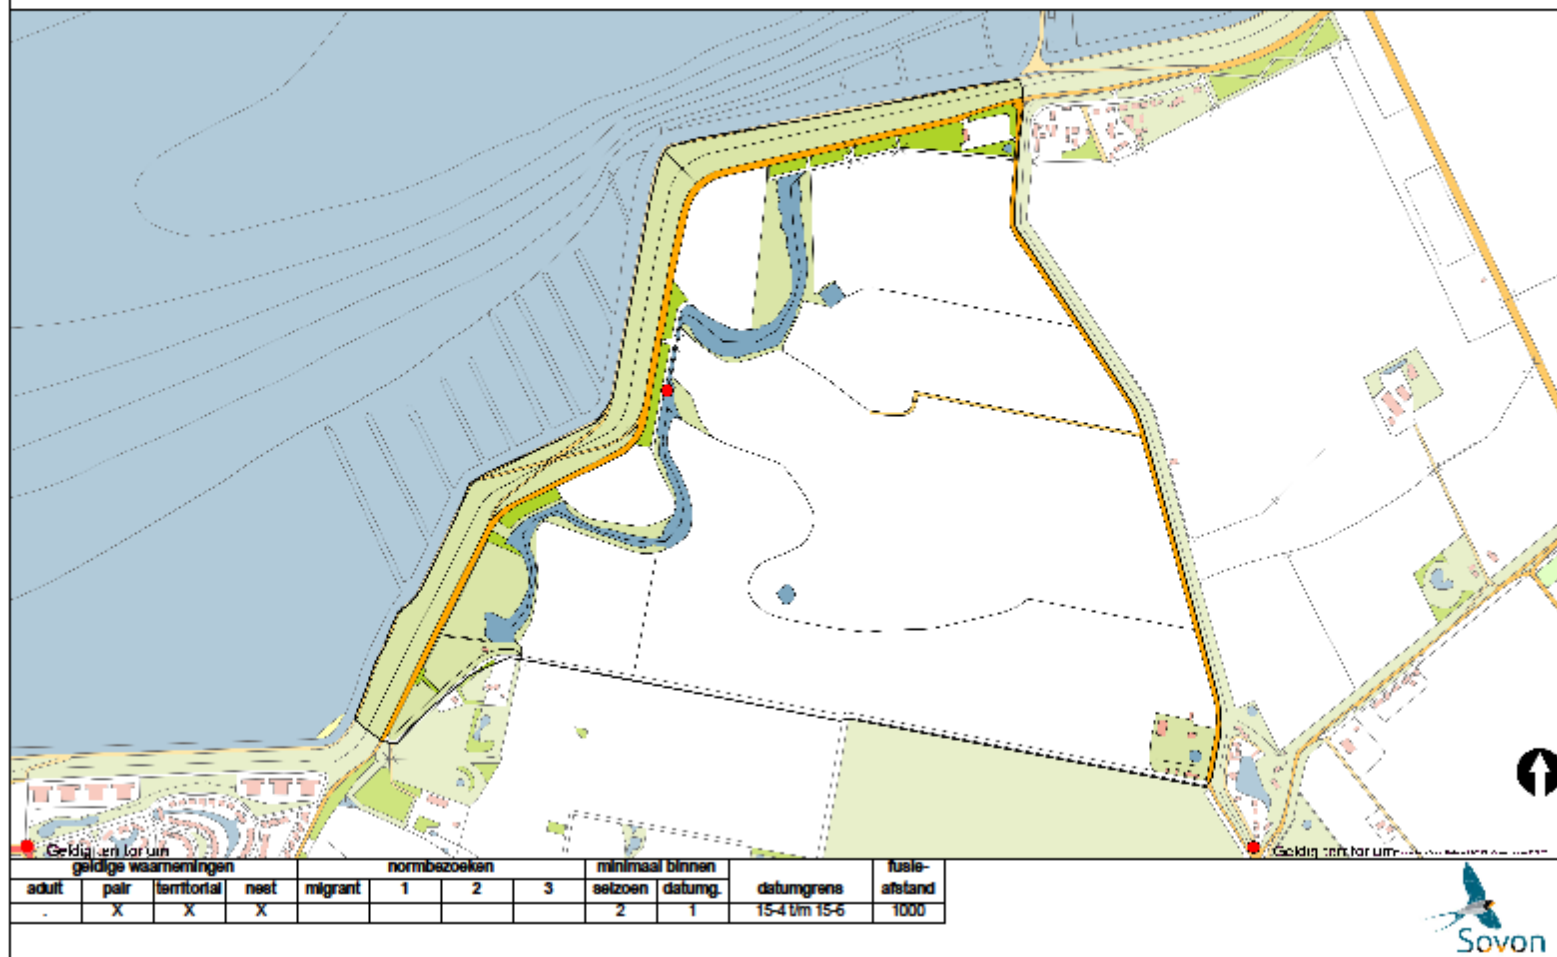 Geldig territorium
Geldig territorium
geldige waarnemingen normbezoeken minimaal binnen fusie-
adult pair territorial nest migrant 1 2 3 seizoen datumg. datumgrens afstand
. X X X 2 1 15-4 t/m 15-6 1000
Sovon